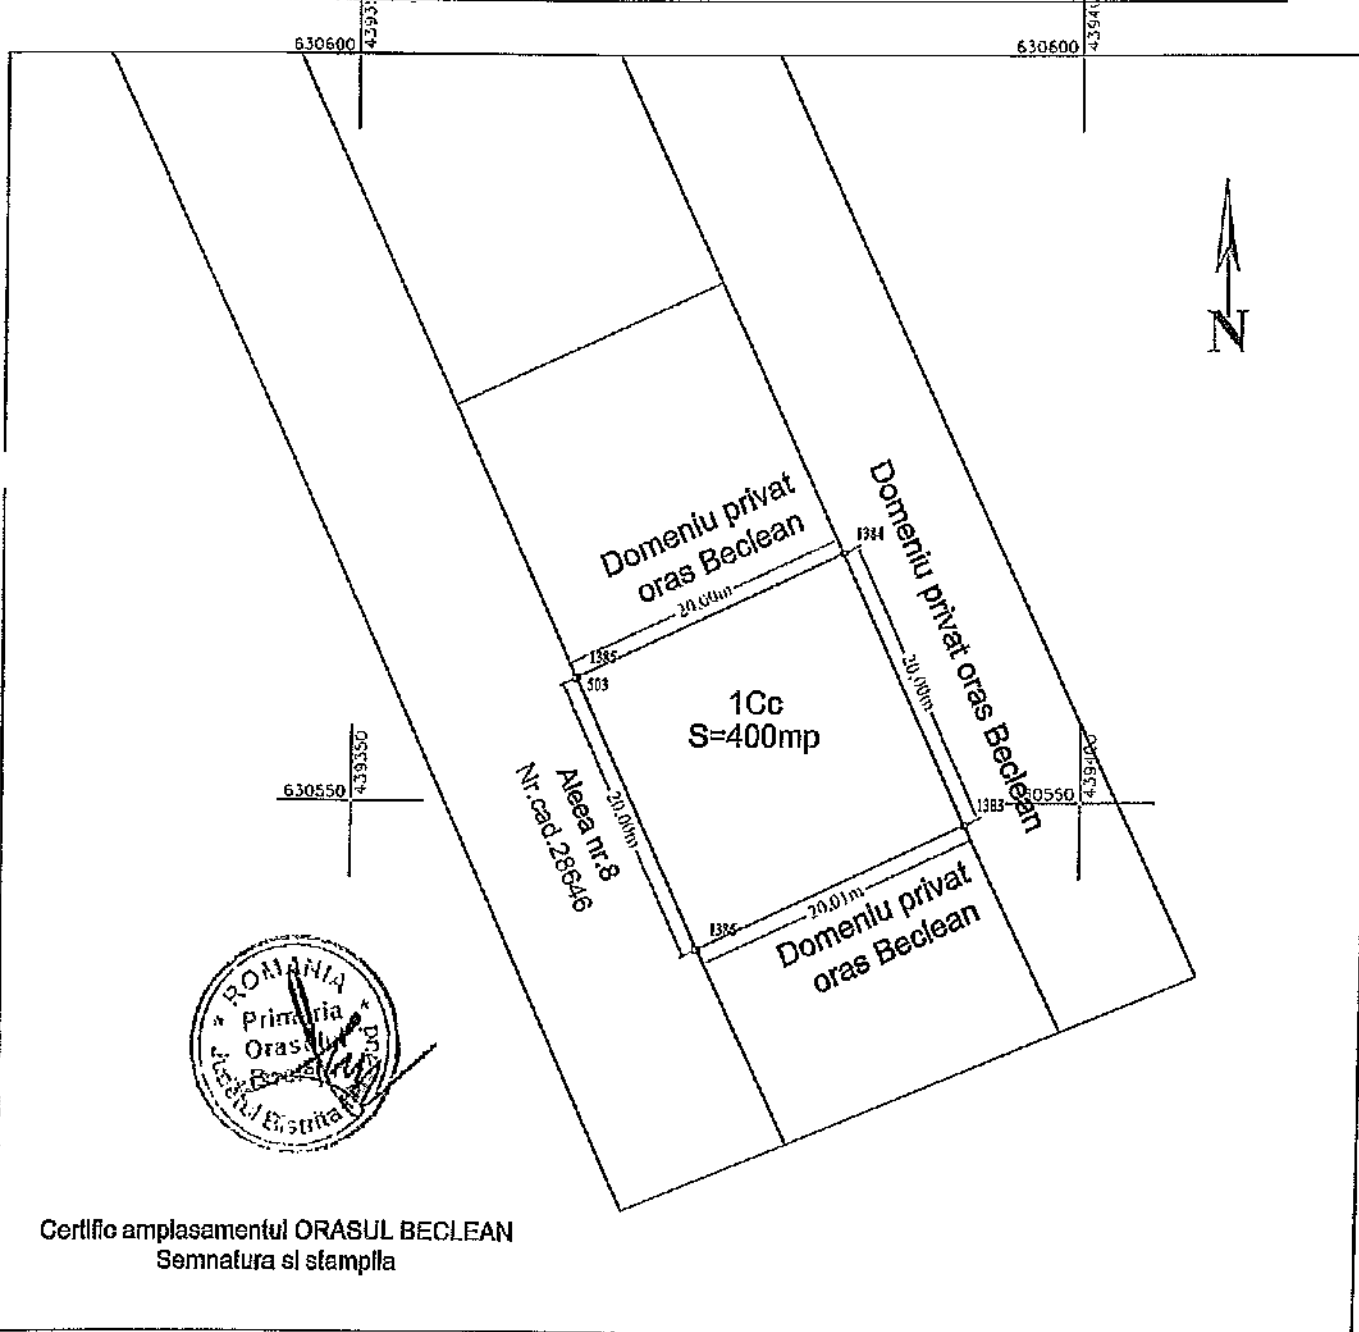 630600
630600
Domeniu privat
oras Beclean
20.00m
1384
Domeniu privat oras Beclean
1385
503
20.00m
1Cc
S=400mp
630550
439350
439400
1383
Aleea nr.8
Nr.cad.28646
20.00m
20.01m
Domeniu privat
oras Beclean
N
* ROMANIA *
Primaria
Judetul Bistrita
Certific amplasamentul ORASUL BECLEAN
Semnatura si stampila